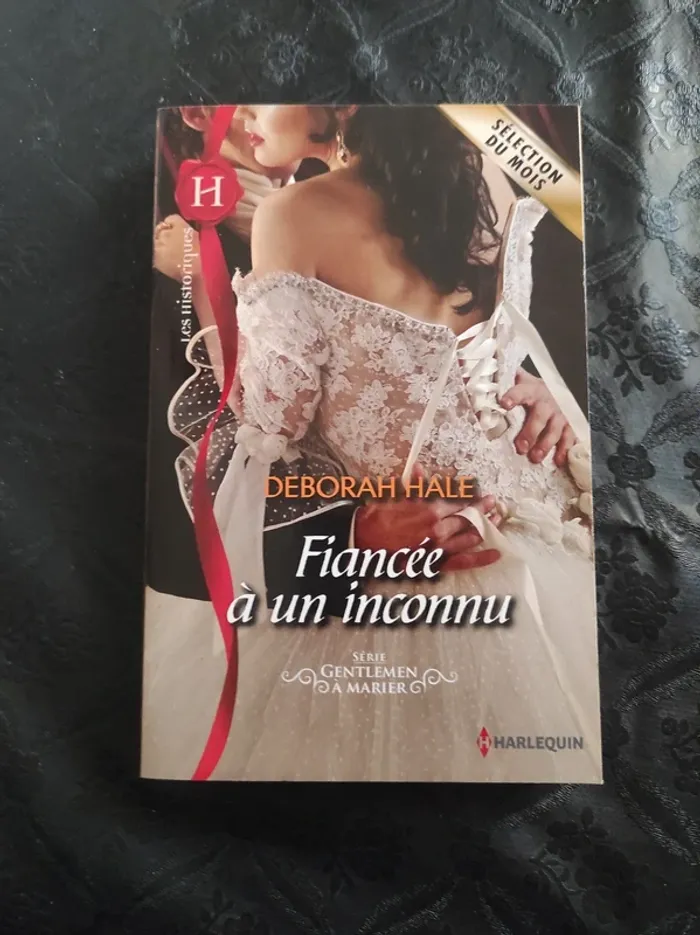 SÉLECTION
DU MOIS
H
Les Historiques
DEBORAH HALE
Fiancée
à un inconnu
SÉRIE
GENTLEMEN
À MARIER
H HARLEQUIN